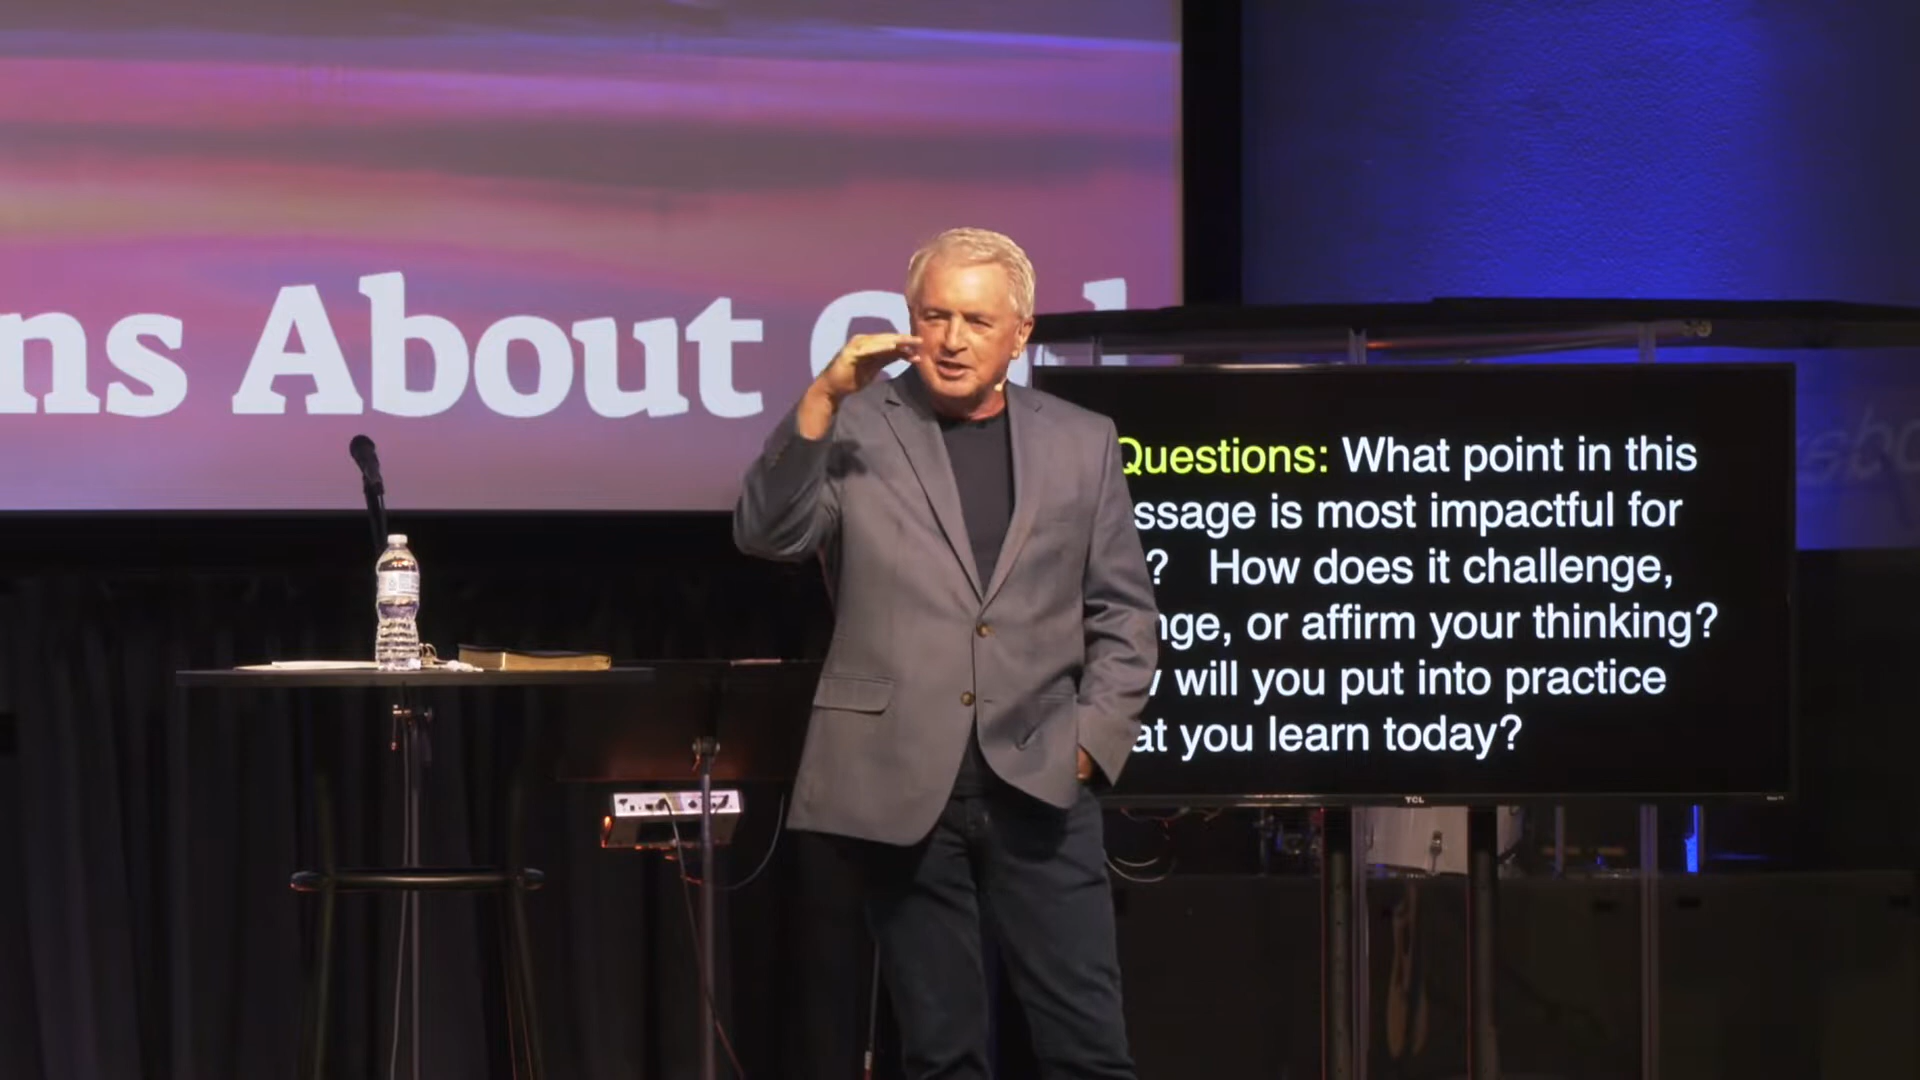 ns About
Questions: What point in this
ssage is most impactful for
? How does it challenge,
nge, or affirm your thinking?
will you put into practice
at you learn today?
TCL